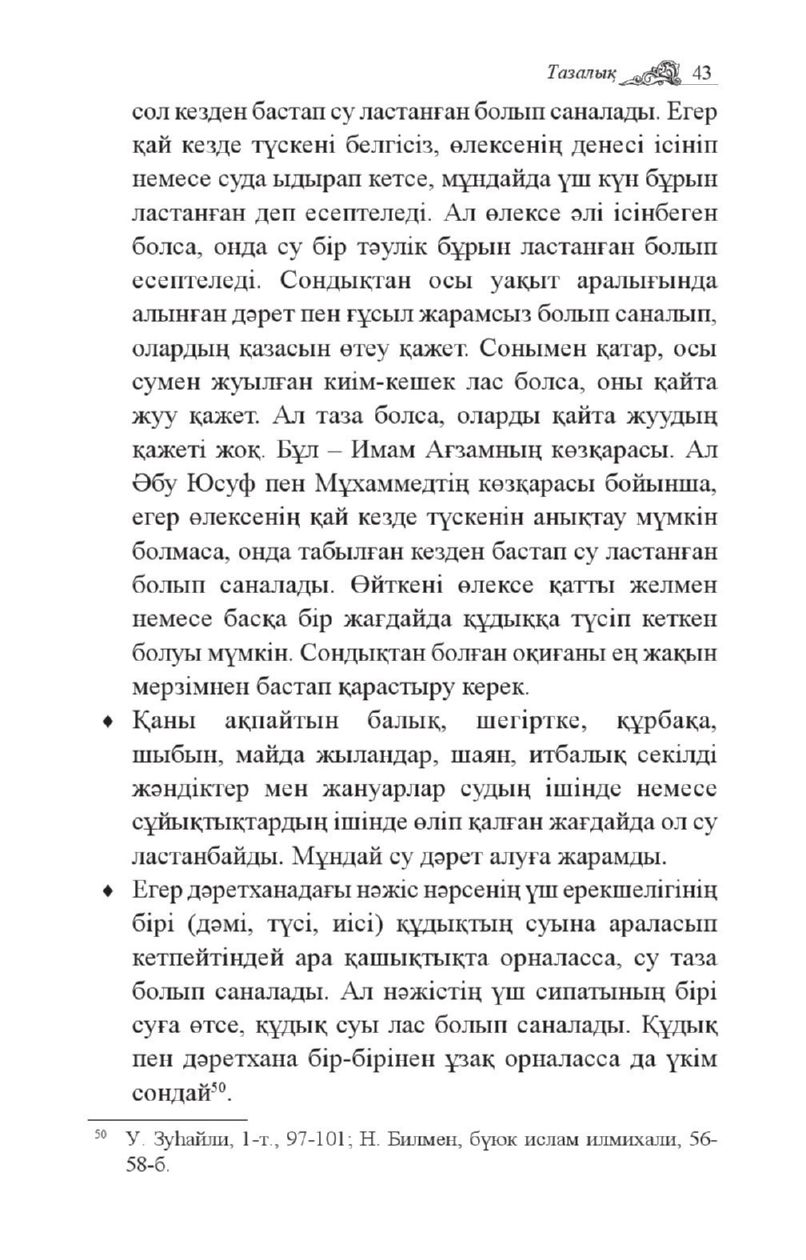 Тазалық 43
сол кезден бастап су ластанған болып саналады. Егер
қай кезде түскені белгісіз, өлексенің денесі ісініп
немесе суда ыдырап кетсе, мұндайда үш күн бұрын
ластанған деп есептеледі. Ал өлексе әлі ісінбеген
болса, онда су бір тәулік бұрын ластанған болып
есептеледі. Сондықтан осы уақыт аралығында
алынған дәрет пен ғұсыл жарамсыз болып саналып,
олардың қазасын өтеу қажет. Сонымен қатар, осы
сумен жуылған киім-кешек лас болса, оны қайта
жуу қажет. Ал таза болса, оларды қайта жуудың
қажеті жоқ. Бұл – Имам Ағзамның көзқарасы. Ал
Әбу Юсуф пен Мұхаммедтің көзқарасы бойынша,
егер өлексенің қай кезде түскенін анықтау мүмкін
болмаса, онда табылған кезден бастап су ластанған
болып саналады. Өйткені өлексе қатты желмен
немесе басқа бір жағдайда құдыққа түсіп кеткен
болуы мүмкін. Сондықтан болған оқиғаны ең жақын
мерзімнен бастап қарастыру керек.
♦ Қаны ақпайтын балық, шегіртке, құрбақа,
шыбын, майда жыландар, шаян, итбалық секілді
жәндіктер мен жануарлар судың ішінде немесе
сұйықтықтардың ішінде өліп қалған жағдайда ол су
ластанбайды. Мұндай су дәрет алуға жарамды.
♦ Егер дәретханадағы нәжіс нәрсенің үш ерекшелігінің
бірі (дәмі, түсі, иісі) құдықтың суына араласып
кетпейтіндей ара қашықтықта орналасса, су таза
болып саналады. Ал нәжістің үш сипатының бірі
суға өтсе, құдық суы лас болып саналады. Құдық
пен дәретхана бір-бірінен ұзақ орналасса да үкім
сондай⁵⁰.
⁵⁰ У. Зуһайли, 1-т., 97-101; Н. Билмен, бүюк ислам илмихали, 56-
58-б.